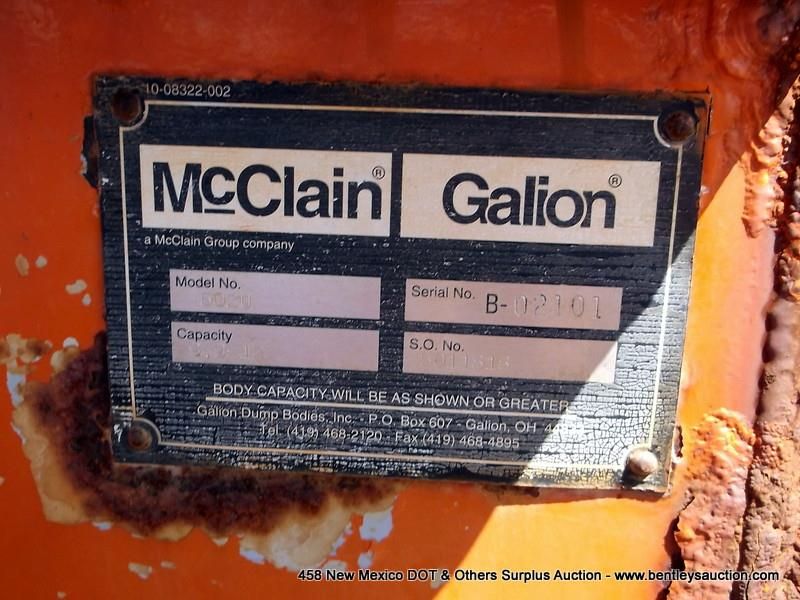 10-08322-002
McClain® Galion®
a McClain Group company
Model No.
Serial No. B-02101
Capacity
S.O. No.
BODY CAPACITY WILL BE AS SHOWN OR GREATER
Galion Dump Bodies, Inc. - P.O. Box 607 - Galion, OH
Tel. (419) 468-2120 - Fax (419) 468-4895
458 New Mexico DOT & Others Surplus Auction - www.bentleysauction.com